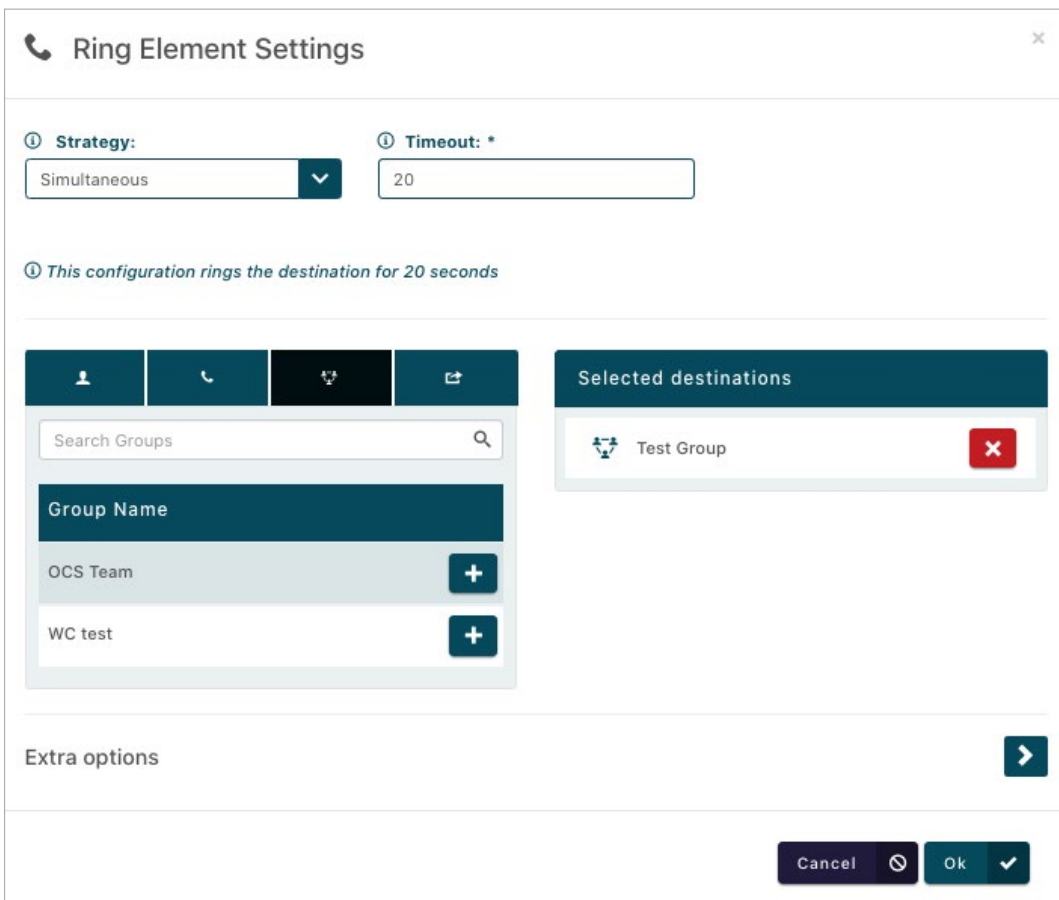 Ring Element Settings
Strategy:
Timeout: *
Simultaneous
20
This configuration rings the destination for 20 seconds
Selected destinations
Search Groups
Test Group
Group Name
OCS Team
WC test
Extra options
Cancel
Ok